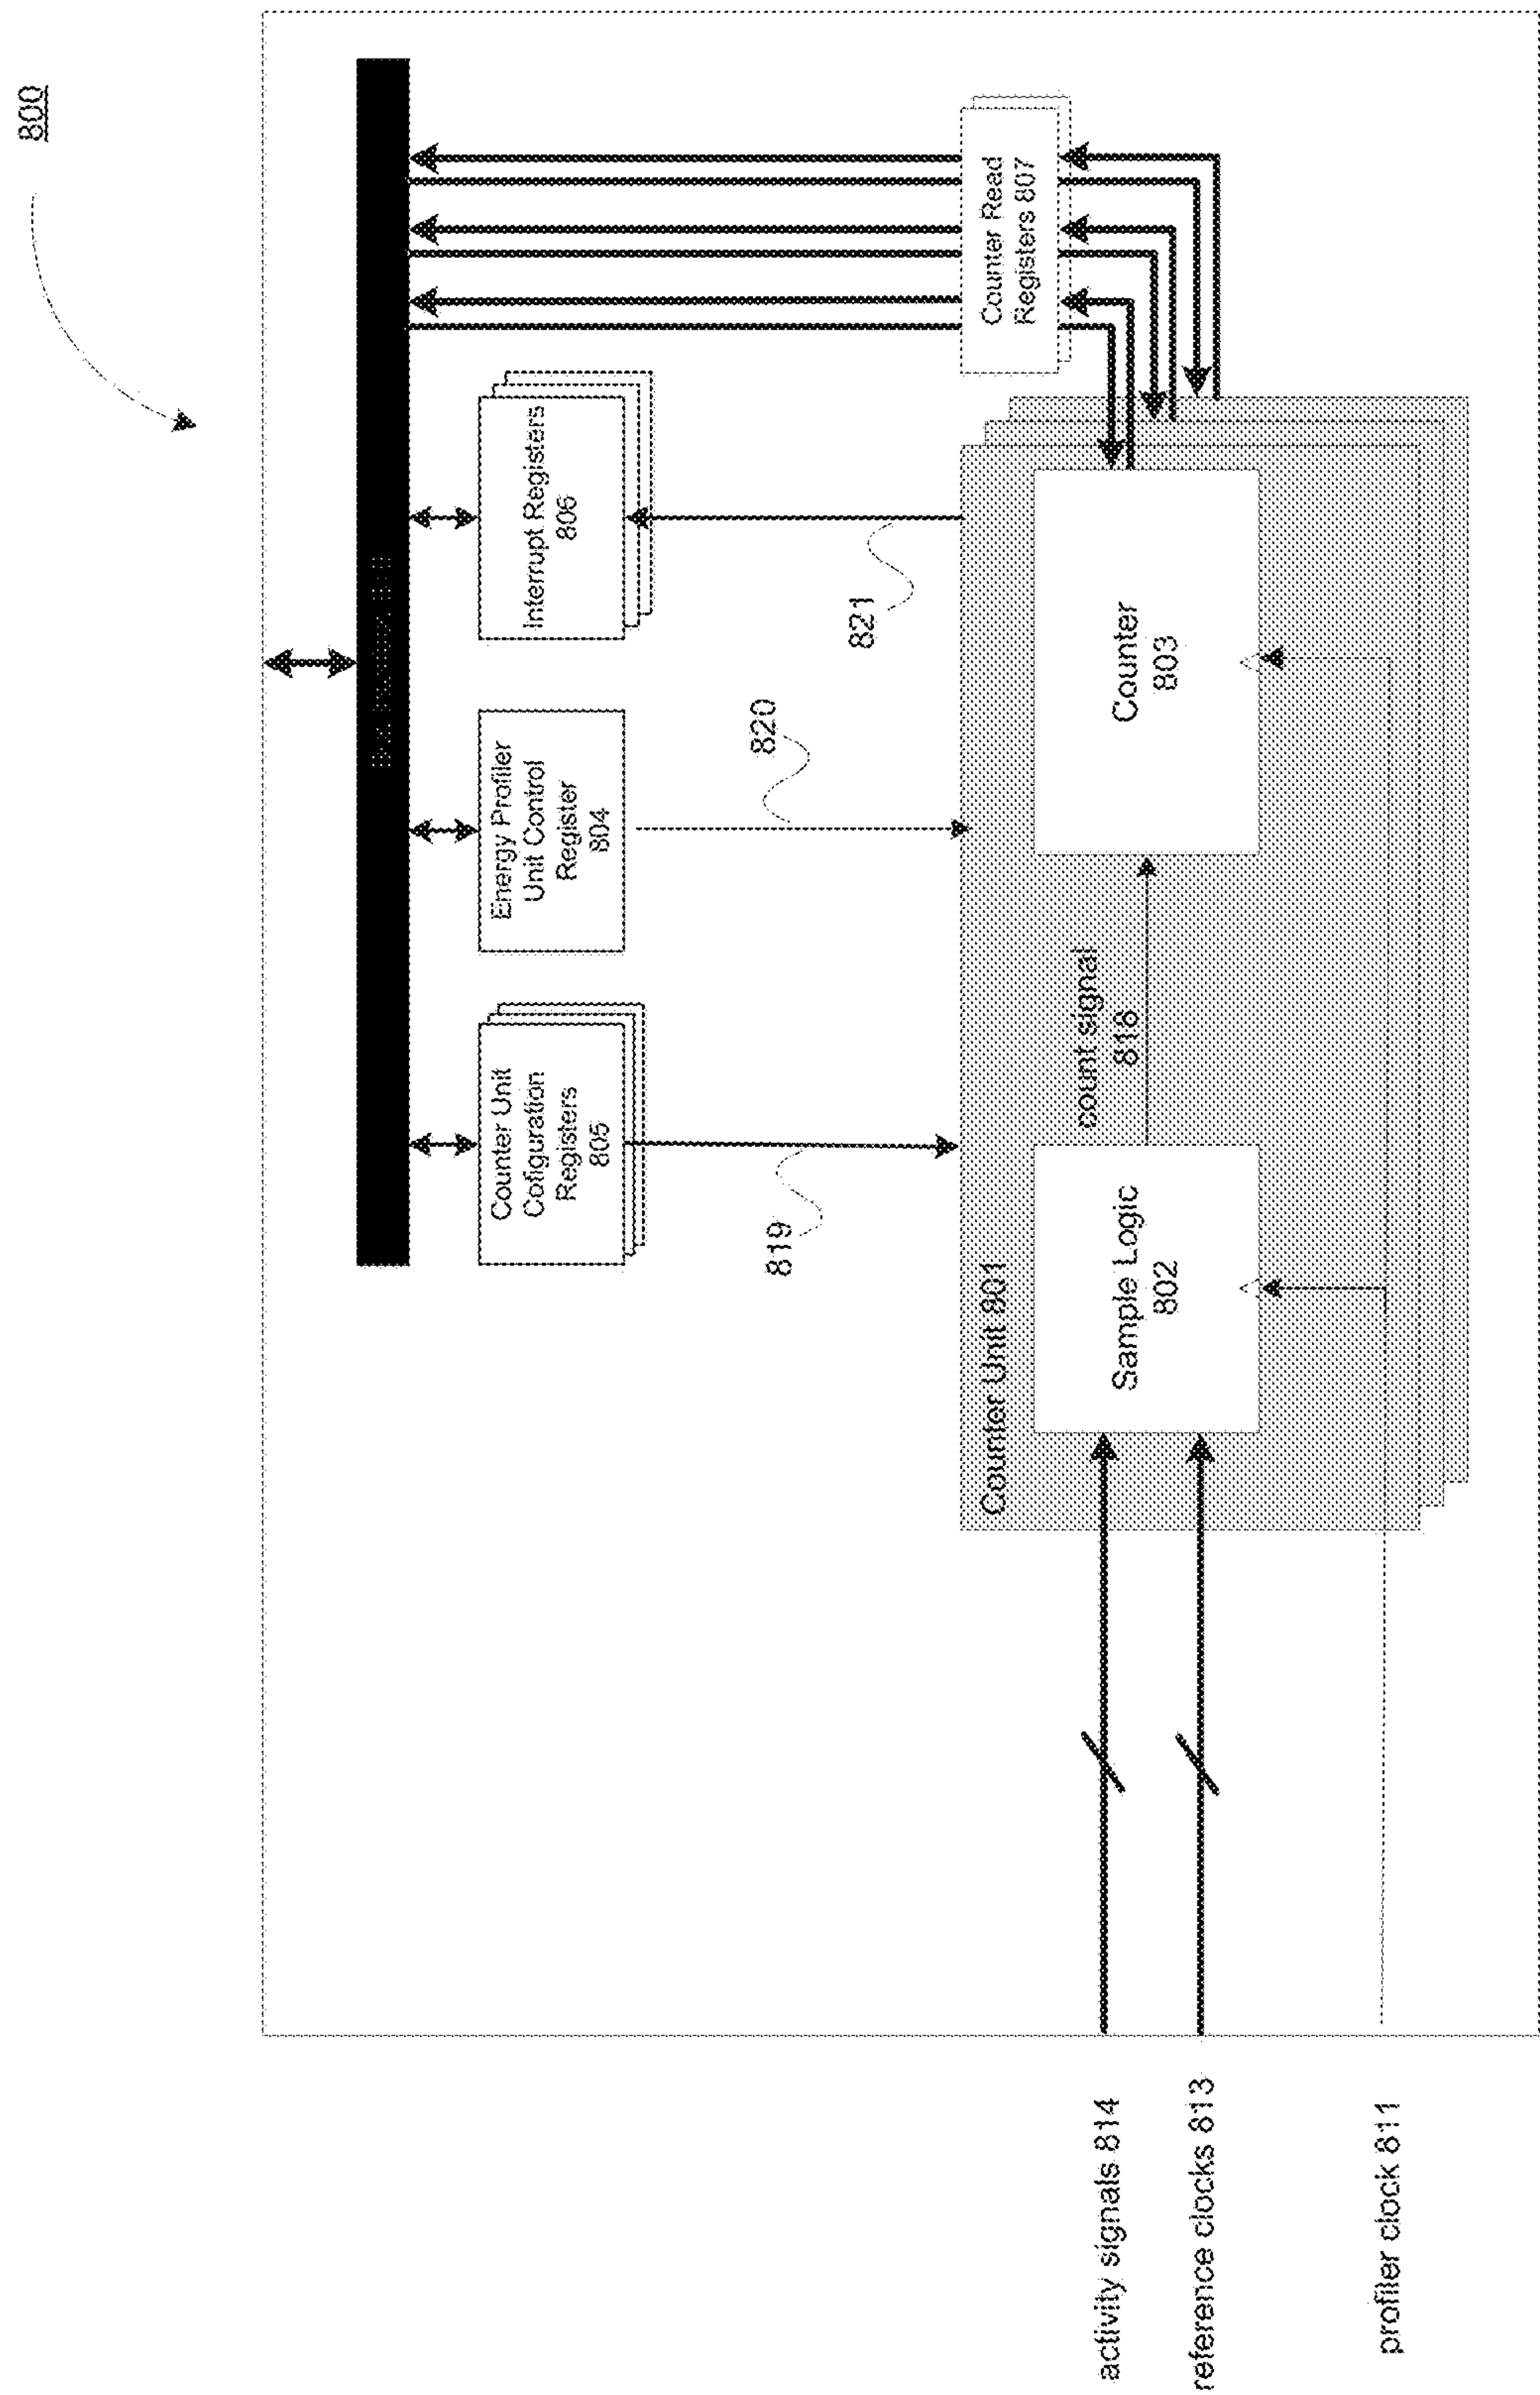 800
Counter Unit
Cofiguration
Registers
805
Energy Profiler
Unit Control
Register
804
Interrupt Registers
806
819
820
821
Counter Read
Registers 807
Counter Unit 801
Sample Logic
802
count signal
818
Counter
803
activity signals 814
reference clocks 813
profiler clock 811